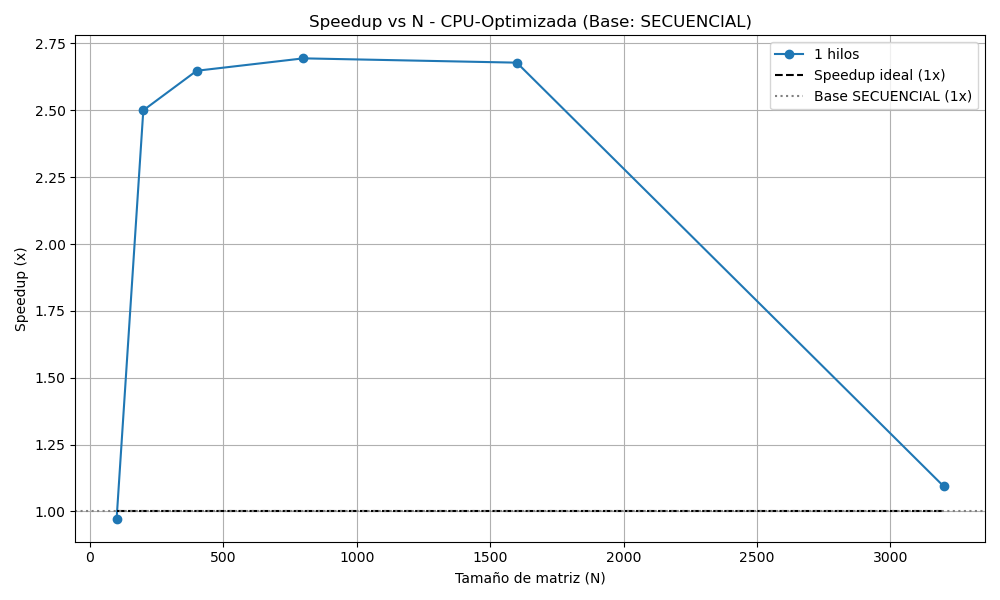 Speedup vs N - CPU-Optimizada (Base: SECUENCIAL)
1 hilos
Speedup ideal (1x)
Base SECUENCIAL (1x)
Speedup (x)
2.75
2.50
2.25
2.00
1.75
1.50
1.25
1.00
0 500 1000 1500 2000 2500 3000
Tamaño de matriz (N)